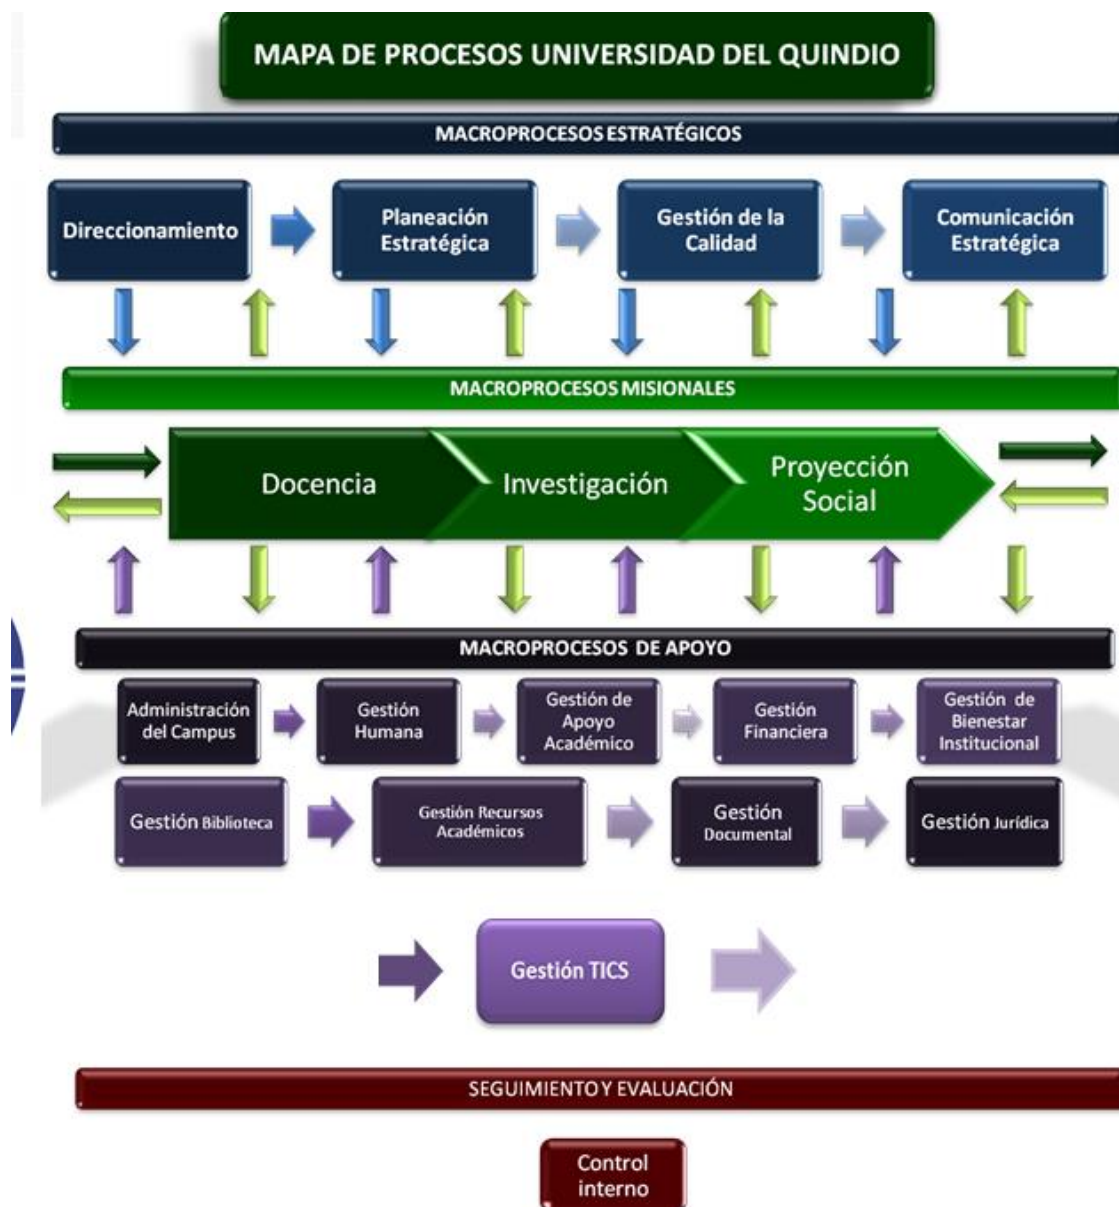 MAPA DE PROCESOS UNIVERSIDAD DEL QUINDIO
MACROPROCESOS ESTRATÉGICOS
Direccionamiento
Planeación
Estratégica
Gestión de la
Calidad
Comunicación
Estratégica
MACROPROCESOS MISIONALES
Docencia
Investigación
Proyección
Social
MACROPROCESOS DE APOYO
Administración
del Campus
Gestión
Humana
Gestión de
Apoyo
Académico
Gestión
Financiera
Gestión de
Bienestar
Institucional
Gestión Biblioteca
Gestión Recursos
Académicos
Gestión
Documental
Gestión Jurídica
Gestión TICS
SEGUIMIENTO Y EVALUACIÓN
Control
interno